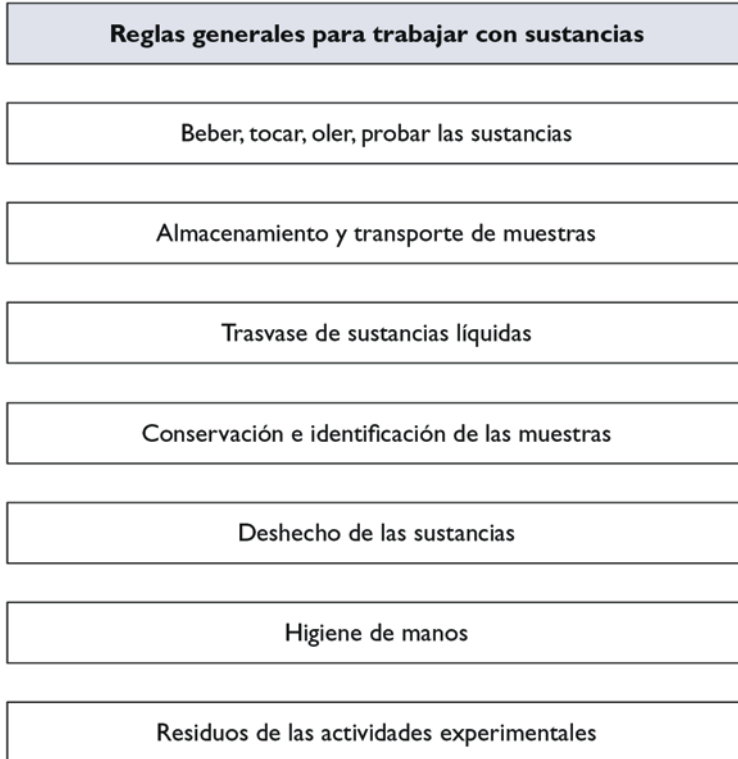 Reglas generales para trabajar con sustancias
Beber, tocar, oler, probar las sustancias
Almacenamiento y transporte de muestras
Trasvase de sustancias líquidas
Conservación e identificación de las muestras
Deshecho de las sustancias
Higiene de manos
Residuos de las actividades experimentales